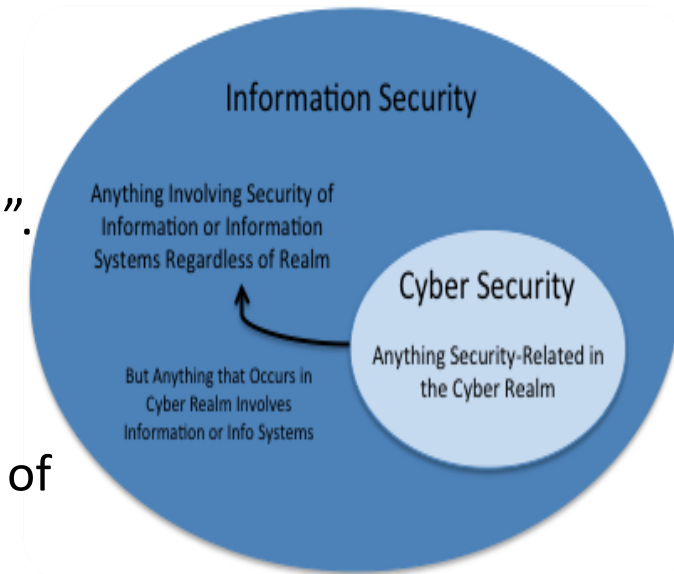 Information Security
”.
Anything Involving Security of
Information or Information
Systems Regardless of Realm
Cyber Security
Anything Security-Related in
the Cyber Realm
But Anything that Occurs in
Cyber Realm Involves
Information or Info Systems
of